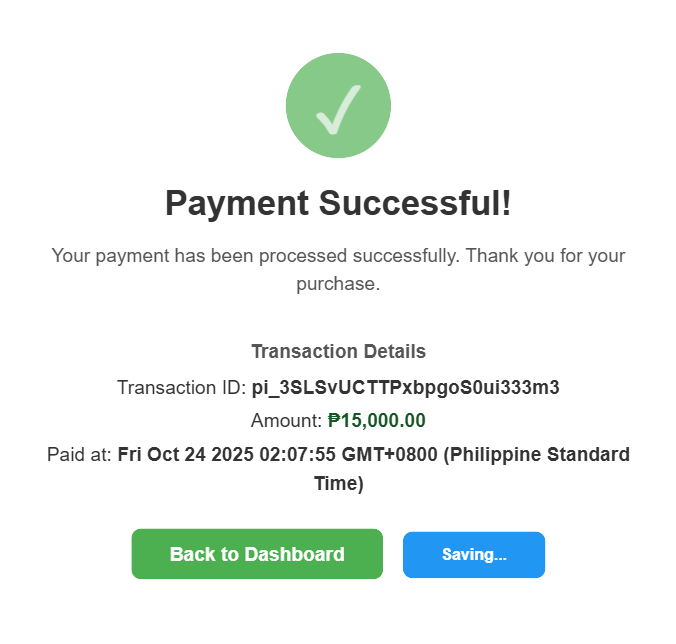 Payment Successful!
Your payment has been processed successfully. Thank you for your
purchase.
Transaction Details
Transaction ID: pi_3SLSvUCTTPxbpgoS0ui333m3
Amount: ₱15,000.00
Paid at: Fri Oct 24 2025 02:07:55 GMT+0800 (Philippine Standard
Time)
Back to Dashboard
Saving...